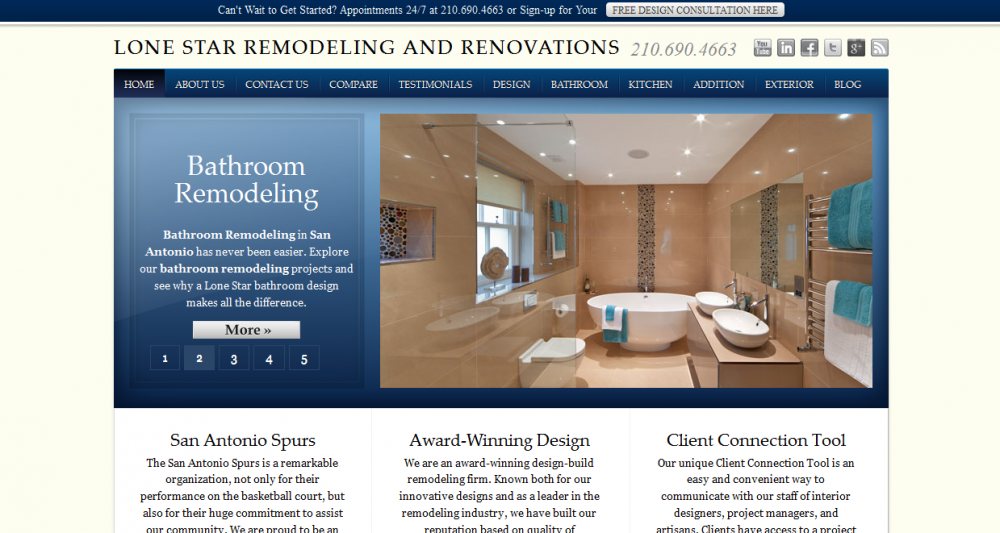 Can't Wait to Get Started? Appointments 24/7 at 210.690.4663 or Sign-up for Your FREE DESIGN CONSULTATION HERE
LONE STAR REMODELING AND RENOVATIONS 210.690.4663 You Tube in f t g+
HOME ABOUT US CONTACT US COMPARE TESTIMONIALS DESIGN BATHROOM KITCHEN ADDITION EXTERIOR BLOG
Bathroom
Remodeling
Bathroom Remodeling in San
Antonio has never been easier. Explore
our bathroom remodeling projects and
see why a Lone Star bathroom design
makes all the difference.
More »
1 2 3 4 5
San Antonio Spurs
The San Antonio Spurs is a remarkable
organization, not only for their
performance on the basketball court, but
also for their huge commitment to assist
our community. We are proud to be an
Award-Winning Design
We are an award-winning design-build
remodeling firm. Known both for our
innovative designs and as a leader in the
remodeling industry, we have built our
reputation based on quality of
Client Connection Tool
Our unique Client Connection Tool is an
easy and convenient way to
communicate with our staff of interior
designers, project managers, and
artisans. Clients have access to a project